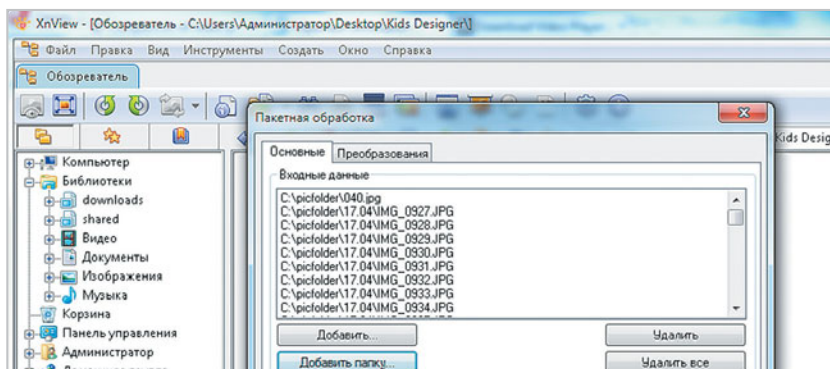 XnView - [Обозреватель - C:\Users\Администратор\Desktop\Kids Designer\]
Файл Правка Вид Инструменты Создать Окно Справка
Обозреватель
Пакетная обработка
Kids Desig
Основные Преобразования
Входные данные
Компьютер
Библиотеки
downloads
shared
Видео
Документы
Изображения
Музыка
Корзина
Панель управления
Администратор
C:\picfolder\040.jpg
C:\picfolder\17.04\IMG_0927.JPG
C:\picfolder\17.04\IMG_0928.JPG
C:\picfolder\17.04\IMG_0929.JPG
C:\picfolder\17.04\IMG_0930.JPG
C:\picfolder\17.04\IMG_0931.JPG
C:\picfolder\17.04\IMG_0932.JPG
C:\picfolder\17.04\IMG_0933.JPG
C:\picfolder\17.04\IMG_0934.JPG
Добавить... Удалить
Добавить папку... Удалить все